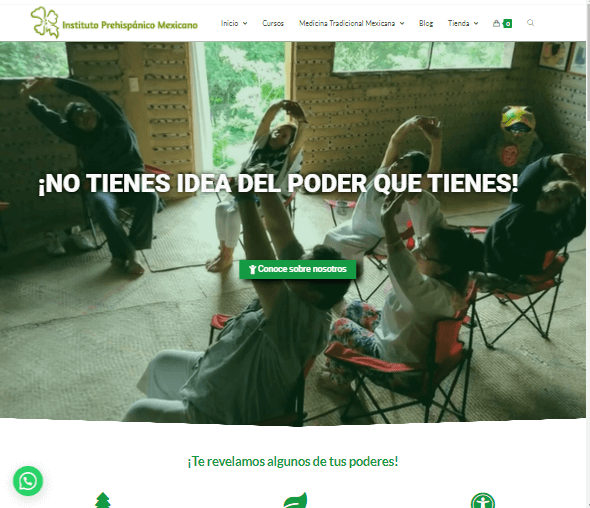 Instituto Prehispánico Mexicano
Inicio Cursos Medicina Tradicional Mexicana Blog Tienda 0
¡NO TIENES IDEA DEL PODER QUE TIENES!
Conoce sobre nosotros
¡Te revelamos algunos de tus poderes!